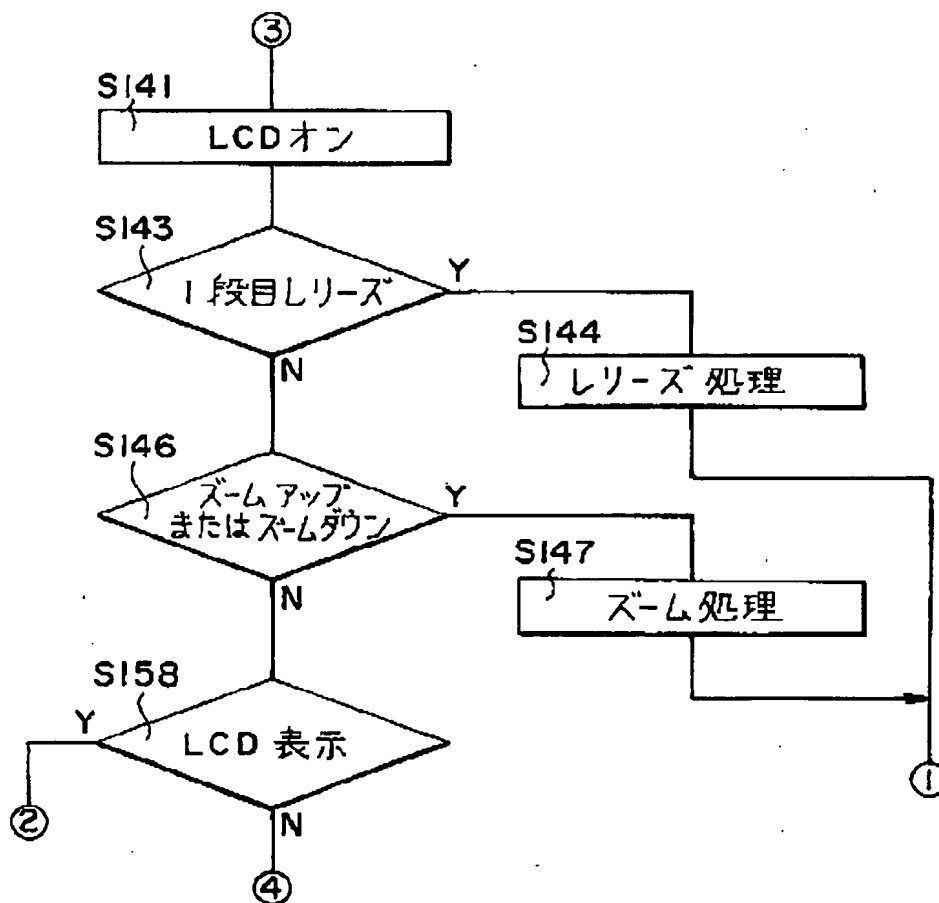 ③
S141
LCDオン
S143
1段目レリーズ
Y
N
S144
レリーズ処理
S146
ズームアップ
またはズームダウン
Y
N
S147
ズーム処理
S158
Y
LCD表示
N
①
②
④